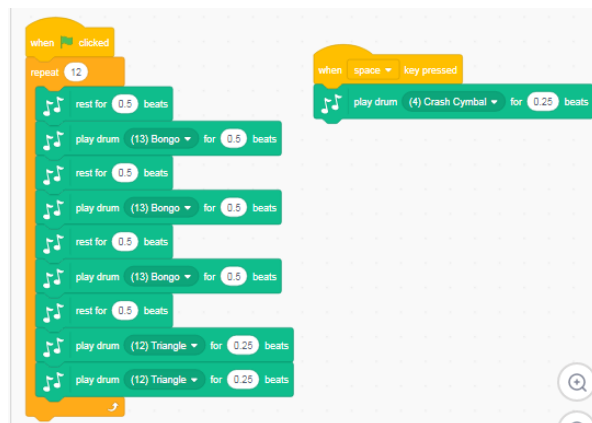 when clicked
repeat 12
rest for 0.5 beats
play drum (13) Bongo for 0.5 beats
rest for 0.5 beats
play drum (13) Bongo for 0.5 beats
rest for 0.5 beats
play drum (13) Bongo for 0.5 beats
rest for 0.5 beats
play drum (12) Triangle for 0.25 beats
play drum (12) Triangle for 0.25 beats
when space key pressed
play drum (4) Crash Cymbal for 0.25 beats